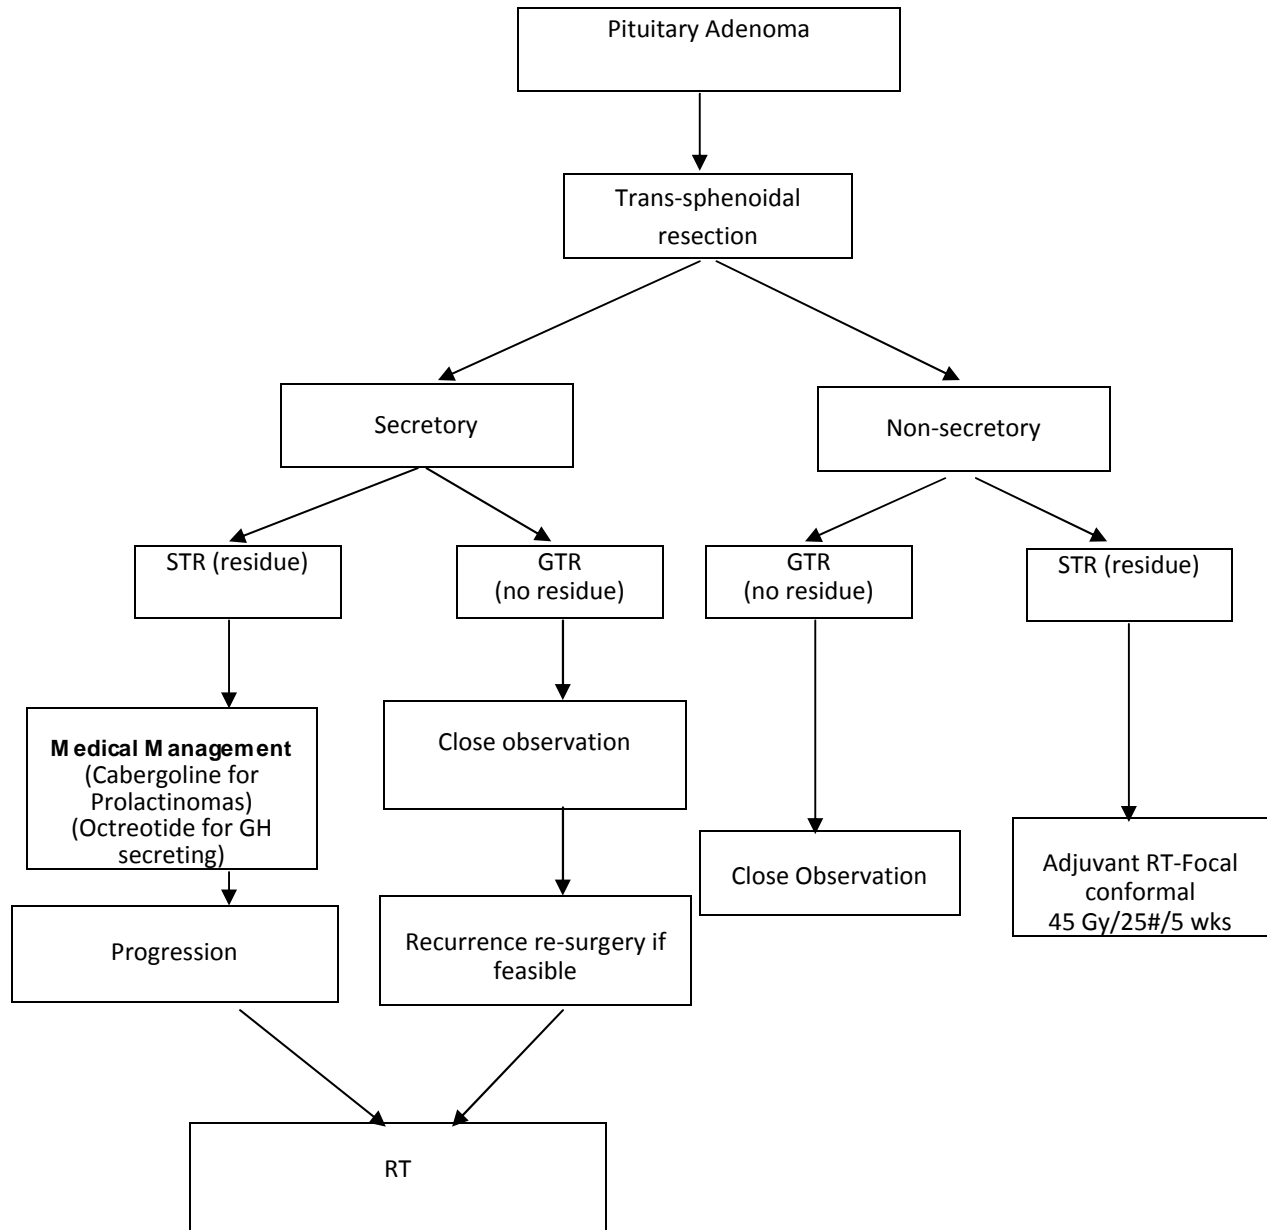 Pituitary Adenoma
Trans-sphenoidal
resection
Secretory
Non-secretory
STR (residue)
GTR
(no residue)
GTR
(no residue)
STR (residue)
Medical Management
(Cabergoline for
Prolactinomas)
(Octreotide for GH
secreting)
Close observation
Close Observation
Adjuvant RT-Focal
conformal
45 Gy/25#/5 wks
Progression
Recurrence re-surgery if
feasible
RT